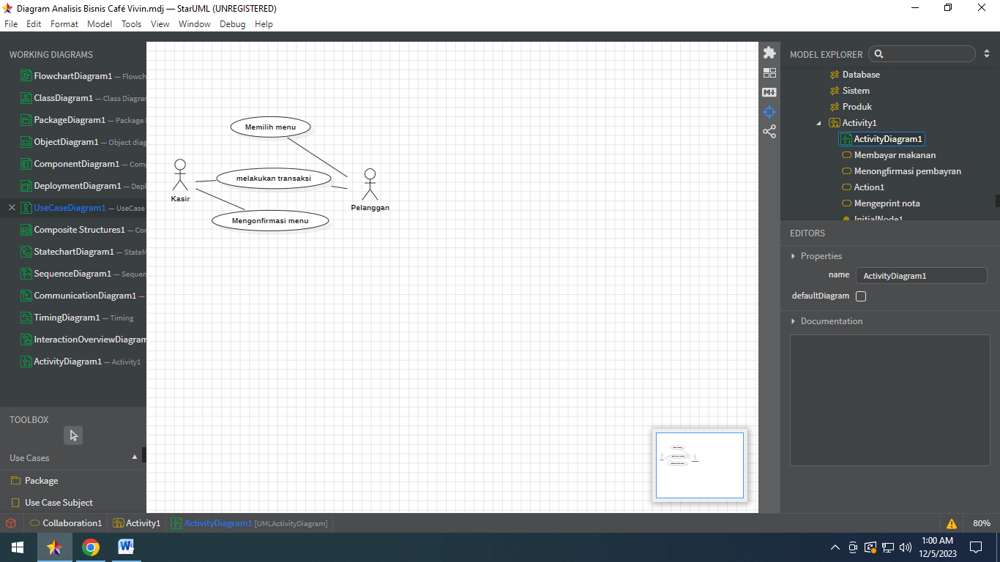 Diagram Analisis Bisnis Café Vivin.mdj — StarUML (UNREGISTERED)
File Edit Format Model Tools View Window Debug Help
WORKING DIAGRAMS
FlowchartDiagram1 — Flowch
ClassDiagram1 — Class Diagram
PackageDiagram1 — Package
ObjectDiagram1 — Object diag
ComponentDiagram1 — Com
DeploymentDiagram1 — Depl
UseCaseDiagram1 — UseCase
Composite Structures1 — Co
StatechartDiagram1 — StateM
SequenceDiagram1 — Sequen
CommunicationDiagram1 —
TimingDiagram1 — Timing
InteractionOverviewDiagram
ActivityDiagram1 — Activity1
TOOLBOX
Use Cases
Package
Use Case Subject
Memilih menu
melakukan transaksi
Kasir
Pelanggan
Mengonfirmasi menu
MODEL EXPLORER
Database
Sistem
Produk
Activity1
ActivityDiagram1
Membayar makanan
Menongfirmasi pembayran
Action1
Mengeprint nota
InitialNode1
EDITORS
Properties
name ActivityDiagram1
defaultDiagram
Documentation
Collaboration1 Activity1 ActivityDiagram1 [UMLActivityDiagram] 80%
1:00 AM
12/5/2023